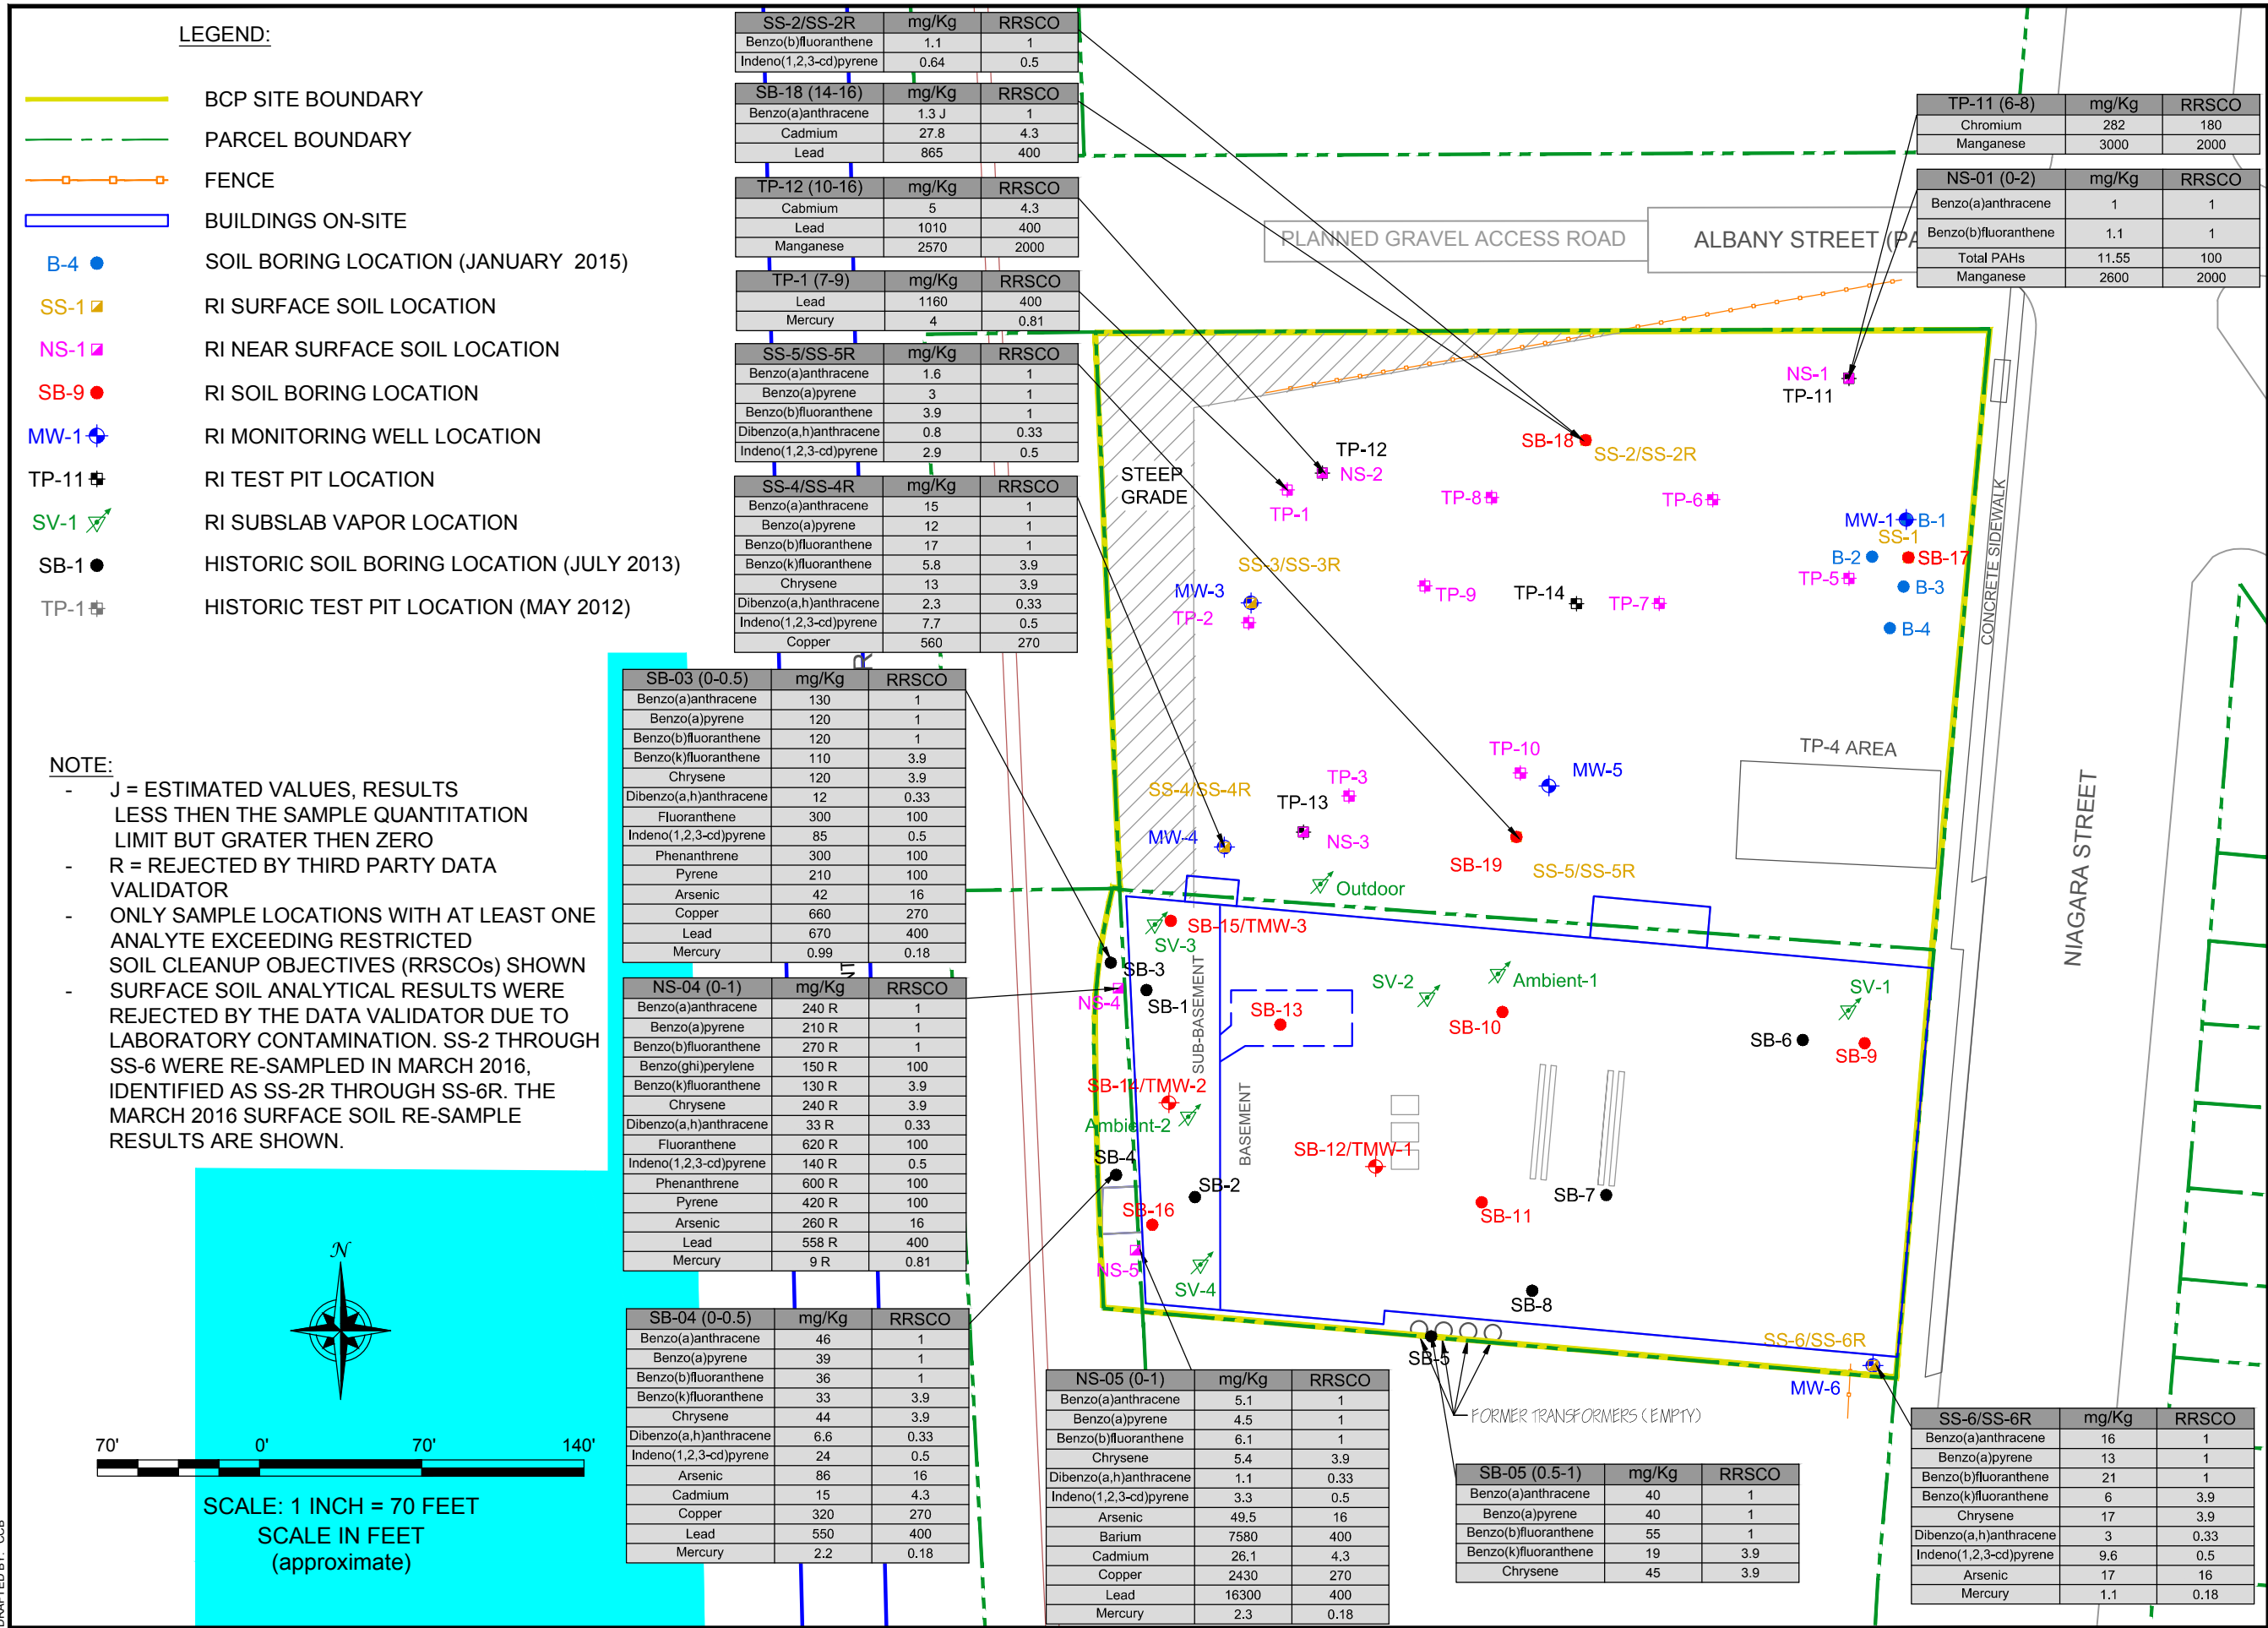 LEGEND:
BCP SITE BOUNDARY
PARCEL BOUNDARY
FENCE
BUILDINGS ON-SITE
B-4 SOIL BORING LOCATION (JANUARY 2015)
SS-1 RI SURFACE SOIL LOCATION
NS-1 RI NEAR SURFACE SOIL LOCATION
SB-9 RI SOIL BORING LOCATION
MW-1 RI MONITORING WELL LOCATION
TP-11 RI TEST PIT LOCATION
SV-1 RI SUBSLAB VAPOR LOCATION
SB-1 HISTORIC SOIL BORING LOCATION (JULY 2013)
TP-1 HISTORIC TEST PIT LOCATION (MAY 2012)
NOTE:
- J = ESTIMATED VALUES, RESULTS
LESS THEN THE SAMPLE QUANTITATION
LIMIT BUT GRATER THEN ZERO
- R = REJECTED BY THIRD PARTY DATA
VALIDATOR
- ONLY SAMPLE LOCATIONS WITH AT LEAST ONE
ANALYTE EXCEEDING RESTRICTED
SOIL CLEANUP OBJECTIVES (RRSCOs) SHOWN
- SURFACE SOIL ANALYTICAL RESULTS WERE
REJECTED BY THE DATA VALIDATOR DUE TO
LABORATORY CONTAMINATION. SS-2 THROUGH
SS-6 WERE RE-SAMPLED IN MARCH 2016,
IDENTIFIED AS SS-2R THROUGH SS-6R. THE
MARCH 2016 SURFACE SOIL RE-SAMPLE
RESULTS ARE SHOWN.
N
70' 0' 70' 140'
SCALE: 1 INCH = 70 FEET
SCALE IN FEET
(approximate)
SS-2/SS-2R mg/Kg RRSCO
Benzo(b)fluoranthene 1.1 1
Indeno(1,2,3-cd)pyrene 0.64 0.5
SB-18 (14-16) mg/Kg RRSCO
Benzo(a)anthracene 1.3 J 1
Cadmium 27.8 4.3
Lead 865 400
TP-12 (10-16) mg/Kg RRSCO
Cabmium 5 4.3
Lead 1010 400
Manganese 2570 2000
TP-1 (7-9) mg/Kg RRSCO
Lead 1160 400
Mercury 4 0.81
SS-5/SS-5R mg/Kg RRSCO
Benzo(a)anthracene 1.6 1
Benzo(a)pyrene 3 1
Benzo(b)fluoranthene 3.9 1
Dibenzo(a,h)anthracene 0.8 0.33
Indeno(1,2,3-cd)pyrene 2.9 0.5
SS-4/SS-4R mg/Kg RRSCO
Benzo(a)anthracene 15 1
Benzo(a)pyrene 12 1
Benzo(b)fluoranthene 17 1
Benzo(k)fluoranthene 5.8 3.9
Chrysene 13 3.9
Dibenzo(a,h)anthracene 2.3 0.33
Indeno(1,2,3-cd)pyrene 7.7 0.5
Copper 560 270
SB-03 (0-0.5) mg/Kg RRSCO
Benzo(a)anthracene 130 1
Benzo(a)pyrene 120 1
Benzo(b)fluoranthene 120 1
Benzo(k)fluoranthene 110 3.9
Chrysene 120 3.9
Dibenzo(a,h)anthracene 12 0.33
Fluoranthene 300 100
Indeno(1,2,3-cd)pyrene 85 0.5
Phenanthrene 300 100
Pyrene 210 100
Arsenic 42 16
Copper 660 270
Lead 670 400
Mercury 0.99 0.18
NS-04 (0-1) mg/Kg RRSCO
Benzo(a)anthracene 240 R 1
Benzo(a)pyrene 210 R 1
Benzo(b)fluoranthene 270 R 1
Benzo(ghi)perylene 150 R 100
Benzo(k)fluoranthene 130 R 3.9
Chrysene 240 R 3.9
Dibenzo(a,h)anthracene 33 R 0.33
Fluoranthene 620 R 100
Indeno(1,2,3-cd)pyrene 140 R 0.5
Phenanthrene 600 R 100
Pyrene 420 R 100
Arsenic 260 R 16
Lead 558 R 400
Mercury 9 R 0.81
SB-04 (0-0.5) mg/Kg RRSCO
Benzo(a)anthracene 46 1
Benzo(a)pyrene 39 1
Benzo(b)fluoranthene 36 1
Benzo(k)fluoranthene 33 3.9
Chrysene 44 3.9
Dibenzo(a,h)anthracene 6.6 0.33
Indeno(1,2,3-cd)pyrene 24 0.5
Arsenic 86 16
Cadmium 15 4.3
Copper 320 270
Lead 550 400
Mercury 2.2 0.18
NS-05 (0-1) mg/Kg RRSCO
Benzo(a)anthracene 5.1 1
Benzo(a)pyrene 4.5 1
Benzo(b)fluoranthene 6.1 1
Chrysene 5.4 3.9
Dibenzo(a,h)anthracene 1.1 0.33
Indeno(1,2,3-cd)pyrene 3.3 0.5
Arsenic 49.5 16
Barium 7580 400
Cadmium 26.1 4.3
Copper 2430 270
Lead 16300 400
Mercury 2.3 0.18
SB-05 (0.5-1) mg/Kg RRSCO
Benzo(a)anthracene 40 1
Benzo(a)pyrene 40 1
Benzo(b)fluoranthene 55 1
Benzo(k)fluoranthene 19 3.9
Chrysene 45 3.9
SS-6/SS-6R mg/Kg RRSCO
Benzo(a)anthracene 16 1
Benzo(a)pyrene 13 1
Benzo(b)fluoranthene 21 1
Benzo(k)fluoranthene 6 3.9
Chrysene 17 3.9
Dibenzo(a,h)anthracene 3 0.33
Indeno(1,2,3-cd)pyrene 9.6 0.5
Arsenic 17 16
Mercury 1.1 0.18
TP-11 (6-8) mg/Kg RRSCO
Chromium 282 180
Manganese 3000 2000
NS-01 (0-2) mg/Kg RRSCO
Benzo(a)anthracene 1 1
Benzo(b)fluoranthene 1.1 1
Total PAHs 11.55 100
Manganese 2600 2000
PLANNED GRAVEL ACCESS ROAD
ALBANY STREET (PA
NS-1
TP-11
SB-18
SS-2/SS-2R
TP-12
NS-2
STEEP
GRADE
TP-1
TP-8
TP-6
MW-1
B-1
SS-1
B-2
SB-17
TP-5
B-3
B-4
SS-3/SS-3R
MW-3
TP-2
TP-9
TP-14
TP-7
CONCRETE SIDEWALK
NIAGARA STREET
TP-4 AREA
TP-10
MW-5
TP-3
SS-4/SS-4R
TP-13
NS-3
MW-4
SB-19
SS-5/SS-5R
Outdoor
SB-15/TMW-3
SV-3
SB-3
NS-4
SB-1
SUB-BASEMENT
SB-13
SV-2
Ambient-1
SB-10
SV-1
SB-6
SB-9
SB-14/TMW-2
Ambient-2
BASEMENT
SB-12/TMW-1
SB-4
SB-2
SB-16
SB-7
SB-11
NS-5
SV-4
SB-8
SB-5
SS-6/SS-6R
MW-6
FORMER TRANSFORMERS (EMPTY)
R
NT